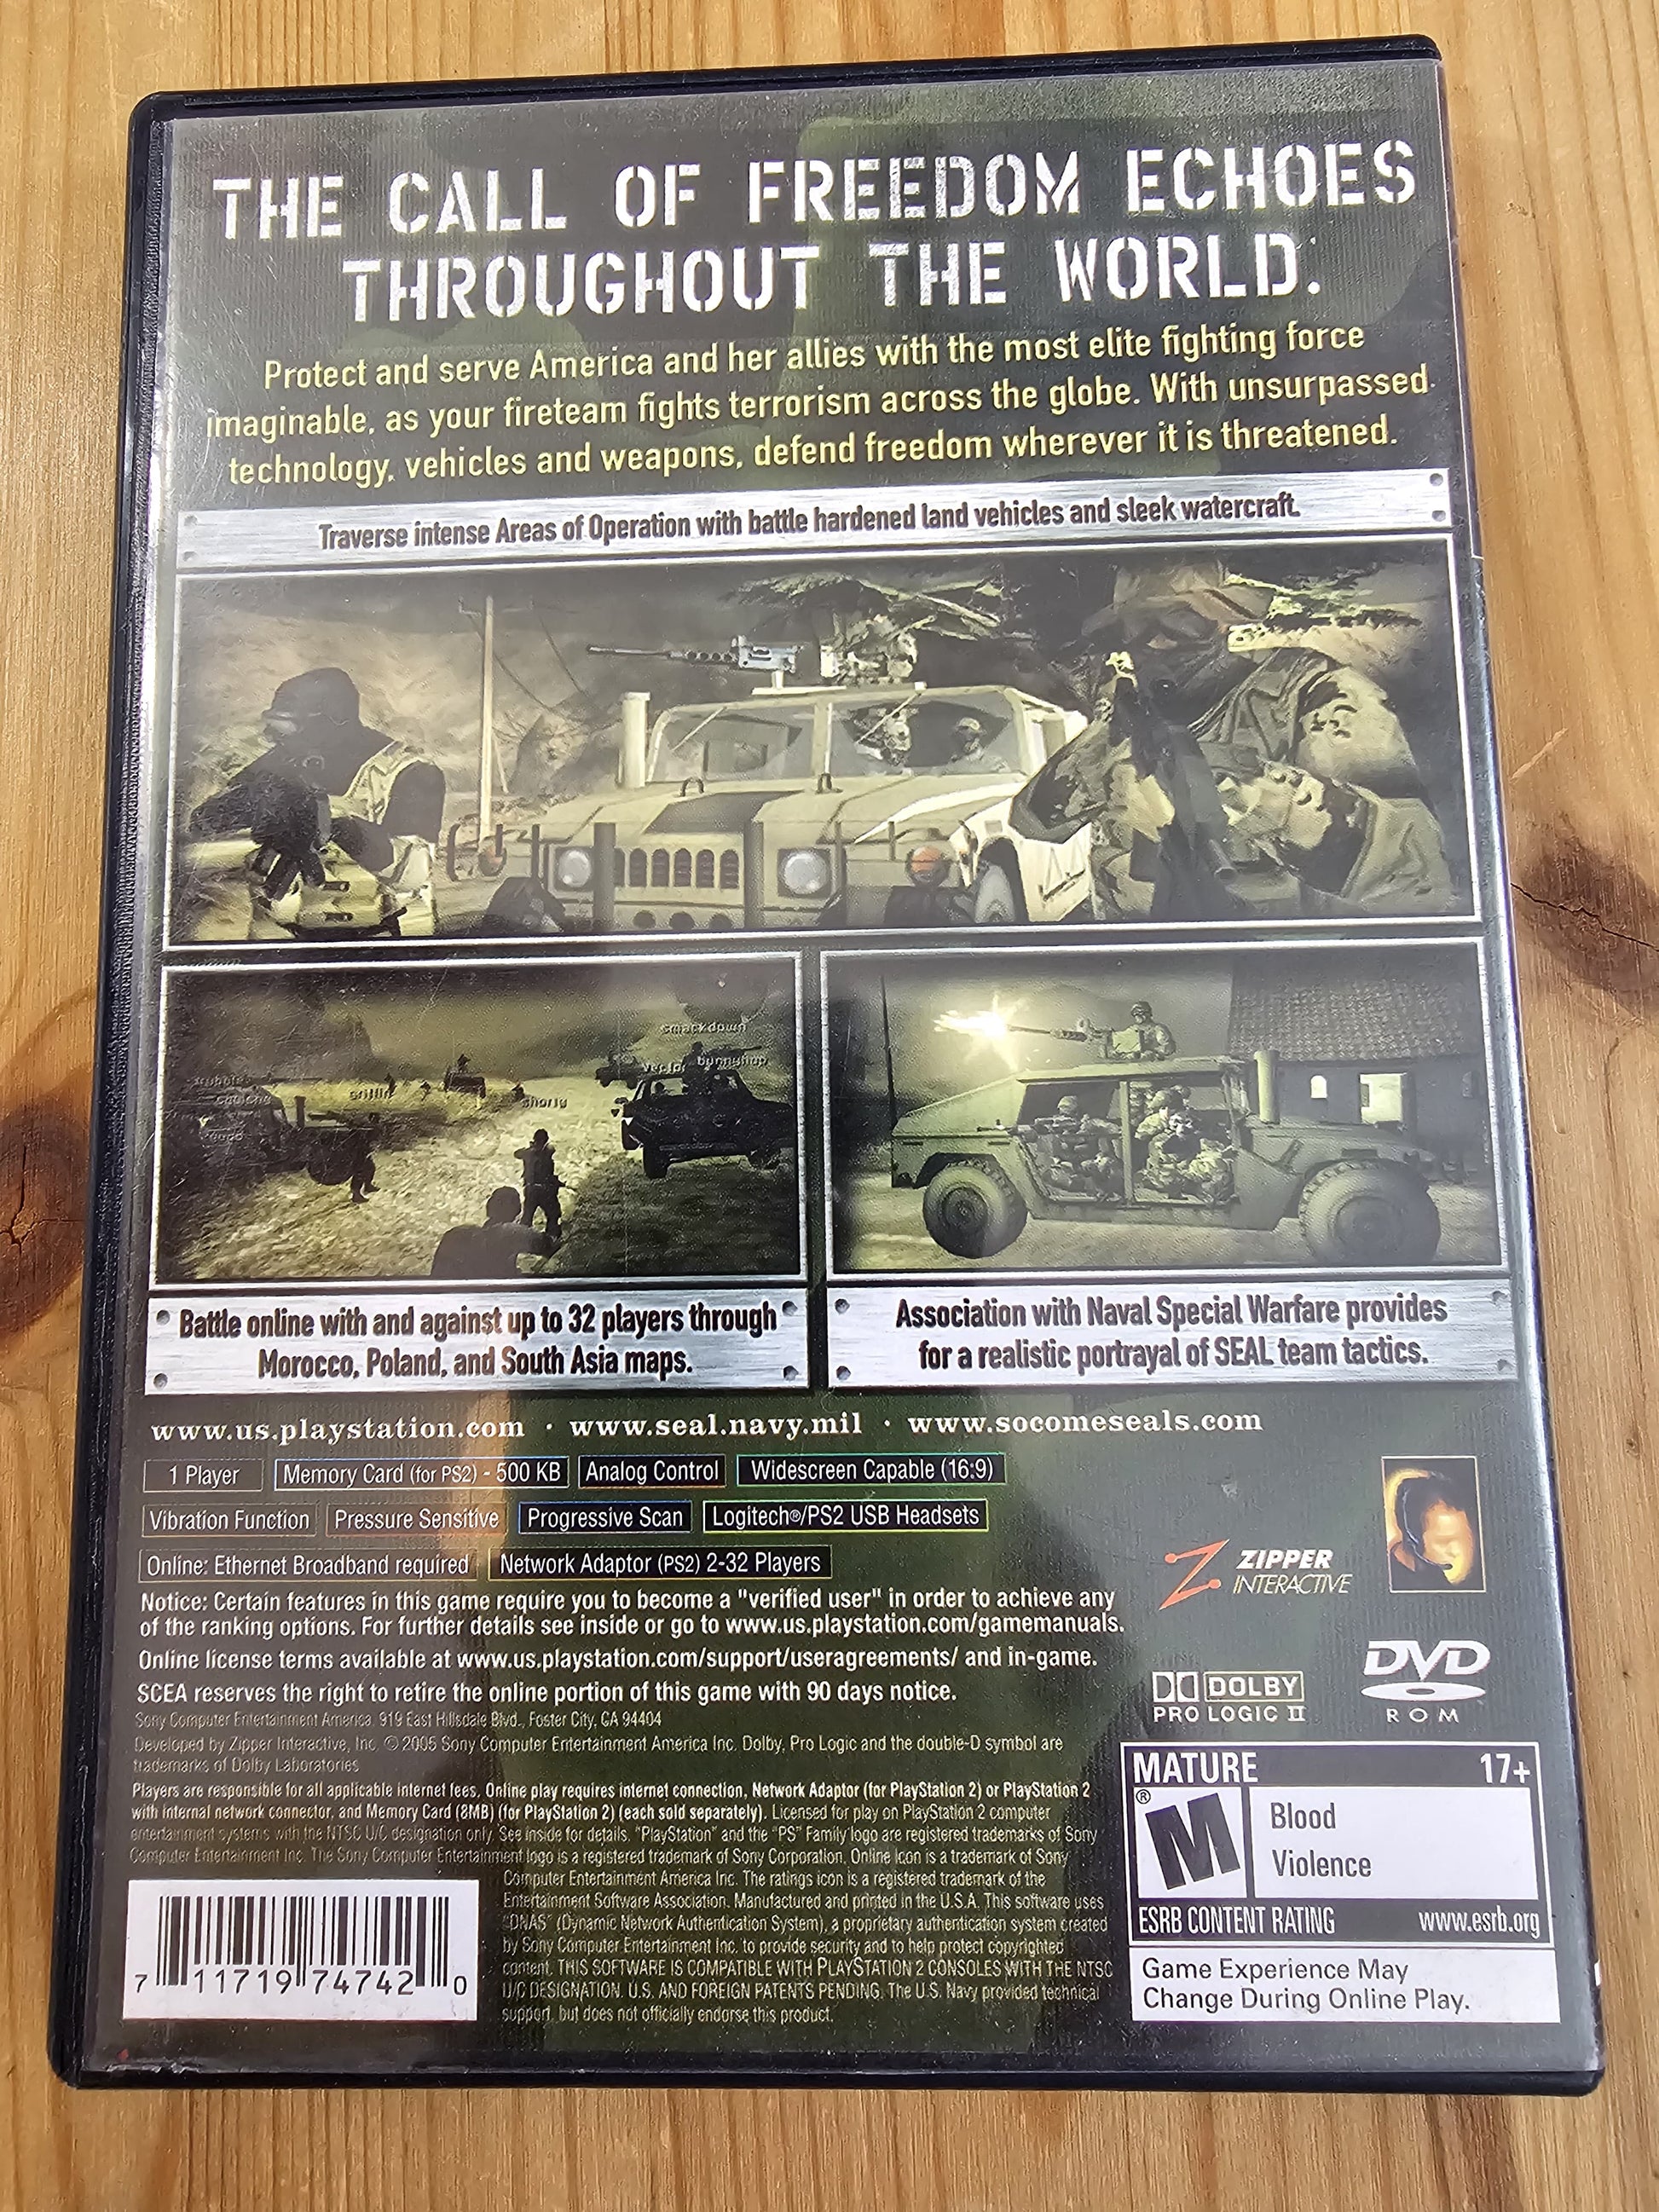 THE CALL OF FREEDOM ECHOES
THROUGHOUT THE WORLD.
Protect and serve America and her allies with the most elite fighting force
imaginable, as your fireteam fights terrorism across the globe. With unsurpassed
technology, vehicles and weapons, defend freedom wherever it is threatened.
Traverse intense Areas of Operation with battle hardened land vehicles and sleek watercraft.
smackdown
bunnyhop
griffin
shorty
Battle online with and against up to 32 players through
Morocco, Poland, and South Asia maps.
Association with Naval Special Warfare provides
for a realistic portrayal of SEAL team tactics.
www.us.playstation.com · www.seal.navy.mil · www.socomeseals.com
1 Player Memory Card (for PS2) - 500 KB Analog Control Widescreen Capable (16:9)
Vibration Function Pressure Sensitive Progressive Scan Logitech®/PS2 USB Headsets
Online: Ethernet Broadband required Network Adaptor (PS2) 2-32 Players
ZIPPER
INTERACTIVE
Notice: Certain features in this game require you to become a "verified user" in order to achieve any
of the ranking options. For further details see inside or go to www.us.playstation.com/gamemanuals.
Online license terms available at www.us.playstation.com/support/useragreements/ and in-game.
SCEA reserves the right to retire the online portion of this game with 90 days notice.
DOLBY
PRO LOGIC II
DVD
ROM
Sony Computer Entertainment America, 919 East Hillsdale Blvd., Foster City, CA 94404
Developed by Zipper Interactive, Inc. © 2005 Sony Computer Entertainment America Inc. Dolby, Pro Logic and the double-D symbol are
trademarks of Dolby Laboratories
Players are responsible for all applicable internet fees. Online play requires internet connection, Network Adaptor (for PlayStation 2) or PlayStation 2
with internal network connector, and Memory Card (8MB) (for PlayStation 2) (each sold separately). Licensed for play on PlayStation 2 computer
entertainment systems with the NTSC U/C designation only. See inside for details. "PlayStation" and the "PS" Family logo are registered trademarks of Sony
Computer Entertainment Inc. The Sony Computer Entertainment logo is a registered trademark of Sony Corporation. Online icon is a trademark of Sony
Computer Entertainment America Inc. The ratings icon is a registered trademark of the
Entertainment Software Association. Manufactured and printed in the U.S.A. This software uses
"DNAS" (Dynamic Network Authentication System), a proprietary authentication system created
by Sony Computer Entertainment Inc. to provide security and to help protect copyrighted
content. THIS SOFTWARE IS COMPATIBLE WITH PLAYSTATION 2 CONSOLES WITH THE NTSC
U/C DESIGNATION. U.S. AND FOREIGN PATENTS PENDING. The U.S. Navy provided technical
support, but does not officially endorse this product.
7 11719 74742 0
MATURE 17+
® M
Blood
Violence
ESRB CONTENT RATING www.esrb.org
Game Experience May
Change During Online Play.